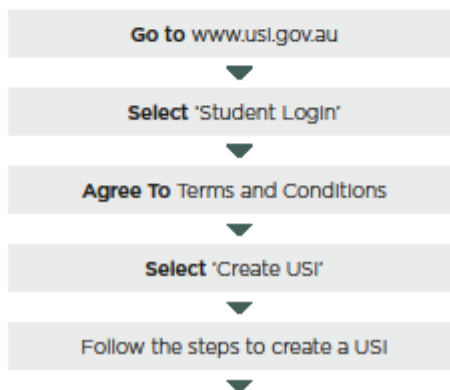 Go to www.usi.gov.au
Select 'Student Login'
Agree To Terms and Conditions
Select 'Create USI'
Follow the steps to create a USI